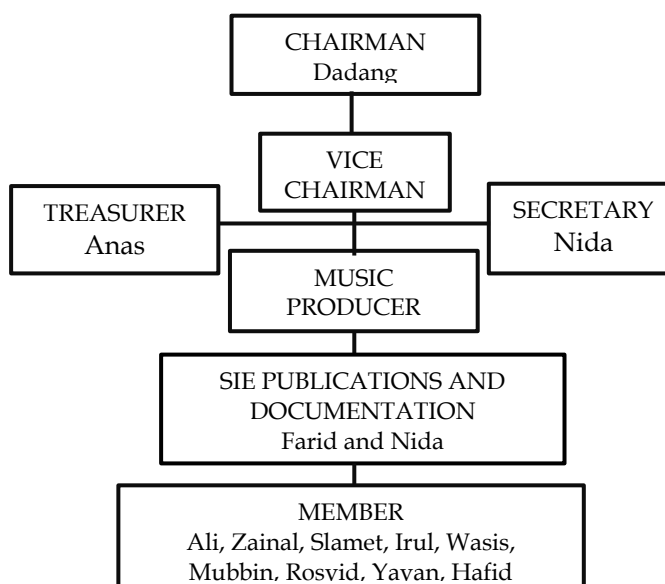 CHAIRMAN
Dadang
VICE
CHAIRMAN
TREASURER
Anas
SECRETARY
Nida
MUSIC
PRODUCER
SIE PUBLICATIONS AND
DOCUMENTATION
Farid and Nida
MEMBER
Ali, Zainal, Slamet, Irul, Wasis,
Mubbin, Rosyid, Yayan, Hafid